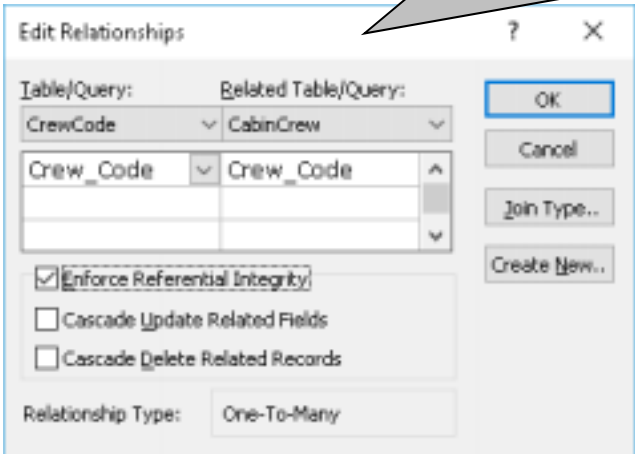 Edit Relationships ? ×
Table/Query: Related Table/Query:
CrewCode CabinCrew
Crew_Code Crew_Code
Enforce Referential Integrity
Cascade Update Related Fields
Cascade Delete Related Records
Relationship Type: One-To-Many
OK
Cancel
Join Type..
Create New..